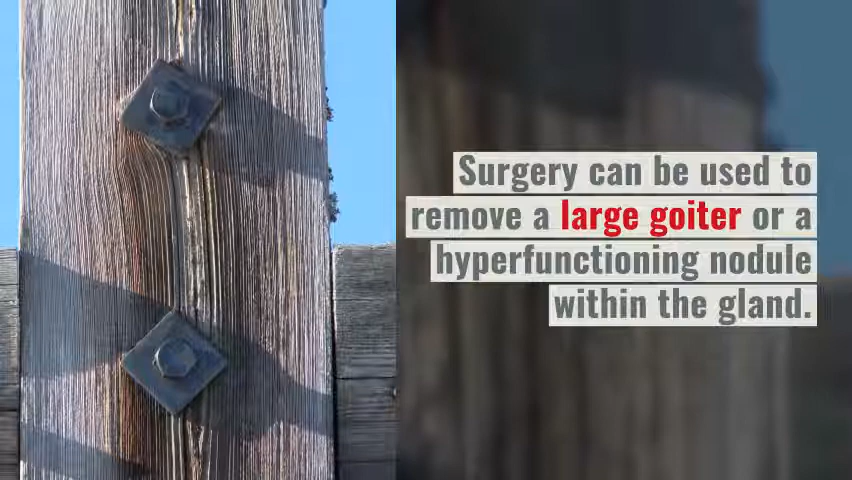 Surgery can be used to
remove a large goiter or a
hyperfunctioning nodule
within the gland.